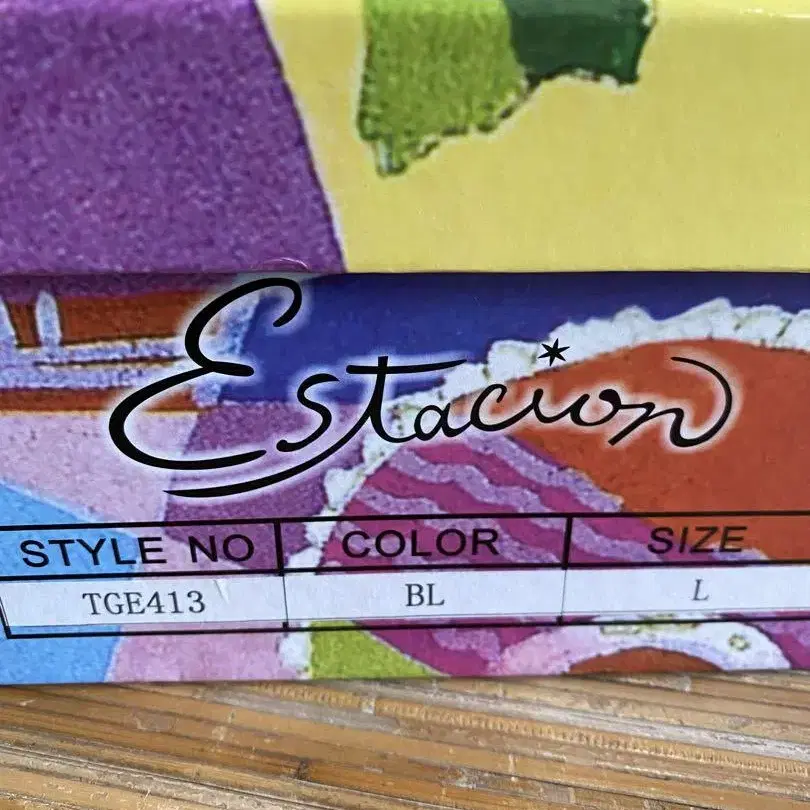 Estacion
STYLE NO COLOR SIZE
TGE413 BL L